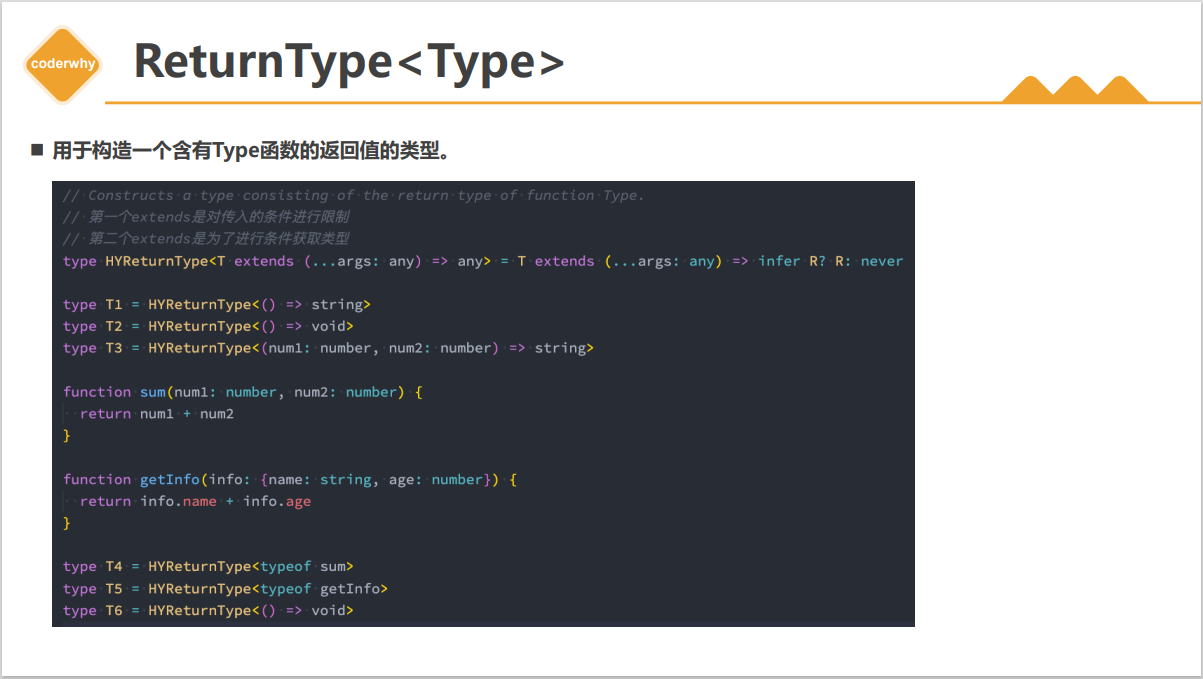 coderwhy
ReturnType<Type>
■ 用于构造一个含有Type函数的返回值的类型。
// Constructs a type consisting of the return type of function Type.
// 第一个extends是对传入的条件进行限制
// 第二个extends是为了进行条件获取类型
type HYReturnType<T extends (...args: any) => any> = T extends (...args: any) => infer R? R: never
type T1 = HYReturnType<() => string>
type T2 = HYReturnType<() => void>
type T3 = HYReturnType<(num1: number, num2: number) => string>
function sum(num1: number, num2: number) {
  return num1 + num2
}
function getInfo(info: {name: string, age: number}) {
  return info.name + info.age
}
type T4 = HYReturnType<typeof sum>
type T5 = HYReturnType<typeof getInfo>
type T6 = HYReturnType<() => void>